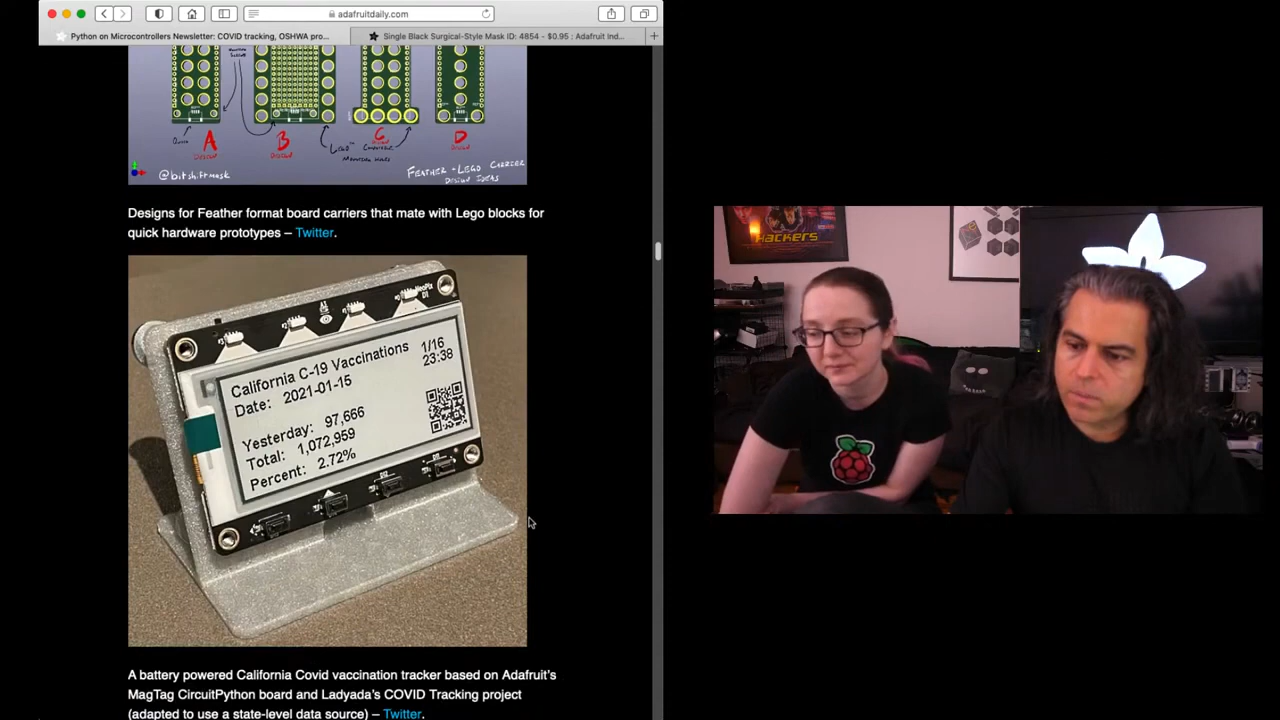 adafruitdaily.com
Python on Microcontrollers Newsletter: COVID tracking, OSHWA pro...
Single Black Surgical-Style Mask ID: 4854 - $0.95 : Adafruit Ind...
A
B
C
D
@bitshiftmask
FEATHER + LEGO CARRIER
DESIGN IDEAS
Designs for Feather format board carriers that mate with Lego blocks for
quick hardware prototypes – Twitter.
California C-19 Vaccinations
1/16
Date: 2021-01-15
23:38
Yesterday: 97,666
Total: 1,072,959
Percent: 2.72%
A battery powered California Covid vaccination tracker based on Adafruit's
MagTag CircuitPython board and Ladyada's COVID Tracking project
(adapted to use a state-level data source) – Twitter.
HACKERS